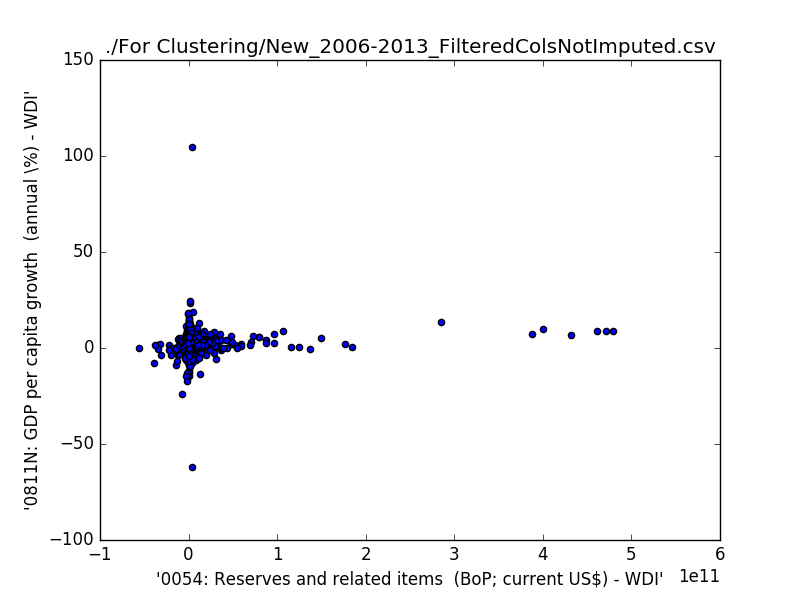 ./For Clustering/New_2006-2013_FilteredColsNotImputed.csv
150
100
50
0
−50
−100
'0811N: GDP per capita growth  (annual \%) - WDI'
−1 0 1 2 3 4 5 6
1e11
'0054: Reserves and related items  (BoP; current US$) - WDI'